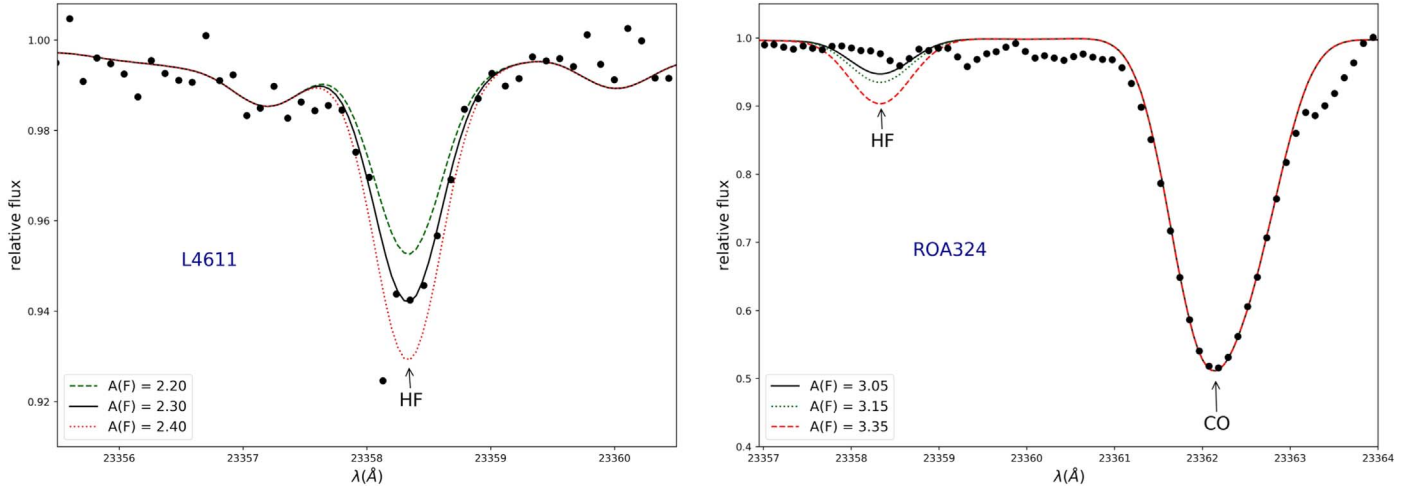 1.00
0.98
0.96
0.94
0.92
relative flux
L4611
HF
A(F) = 2.20
A(F) = 2.30
A(F) = 2.40
23356
23357
23358
23359
23360
λ(Å)
1.0
0.9
0.8
0.7
0.6
0.5
0.4
relative flux
HF
ROA324
CO
A(F) = 3.05
A(F) = 3.15
A(F) = 3.35
23357
23358
23359
23360
23361
23362
23363
23364
λ(Å)